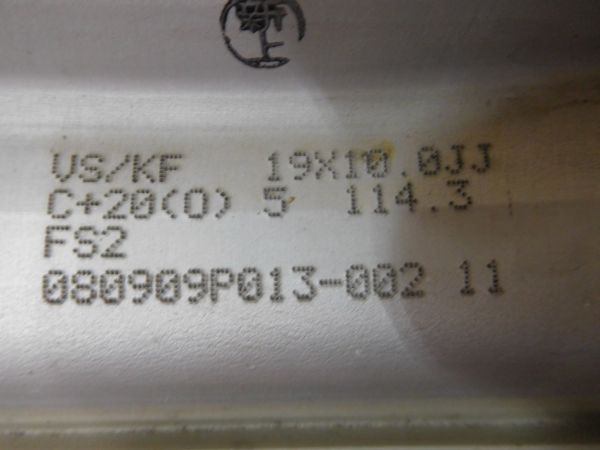 VS/KF 19X10.0JJ
C+20(O) 5 114.3
FS2
080909P013-002 11